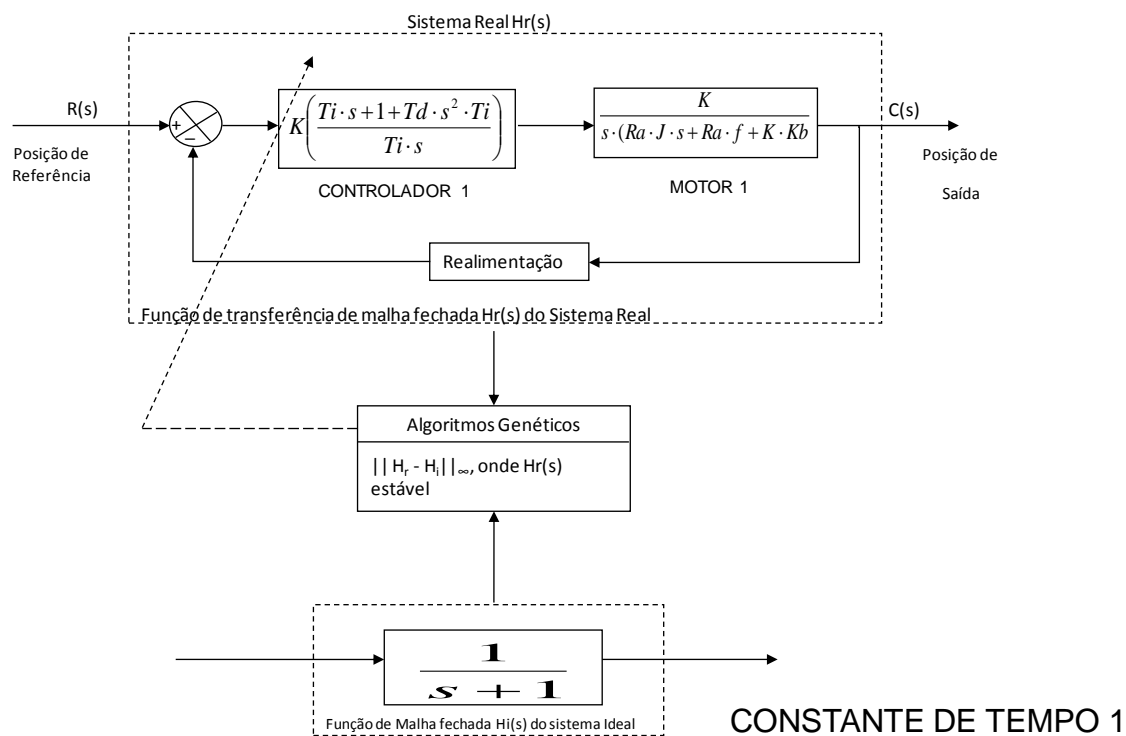 Sistema Real Hr(s)
R(s)
Posição de
Referência
+
−
K(Ti·s+1+Td·s²·Ti / Ti·s)
CONTROLADOR 1
K / s·(Ra·J·s+Ra·f+K·Kb
MOTOR 1
C(s)
Posição de
Saída
Realimentação
Função de transferência de malha fechada Hr(s) do Sistema Real
Algoritmos Genéticos
|| Hᵣ - Hᵢ||∞, onde Hr(s)
estável
1
s + 1
Função de Malha fechada Hi(s) do sistema Ideal
CONSTANTE DE TEMPO 1